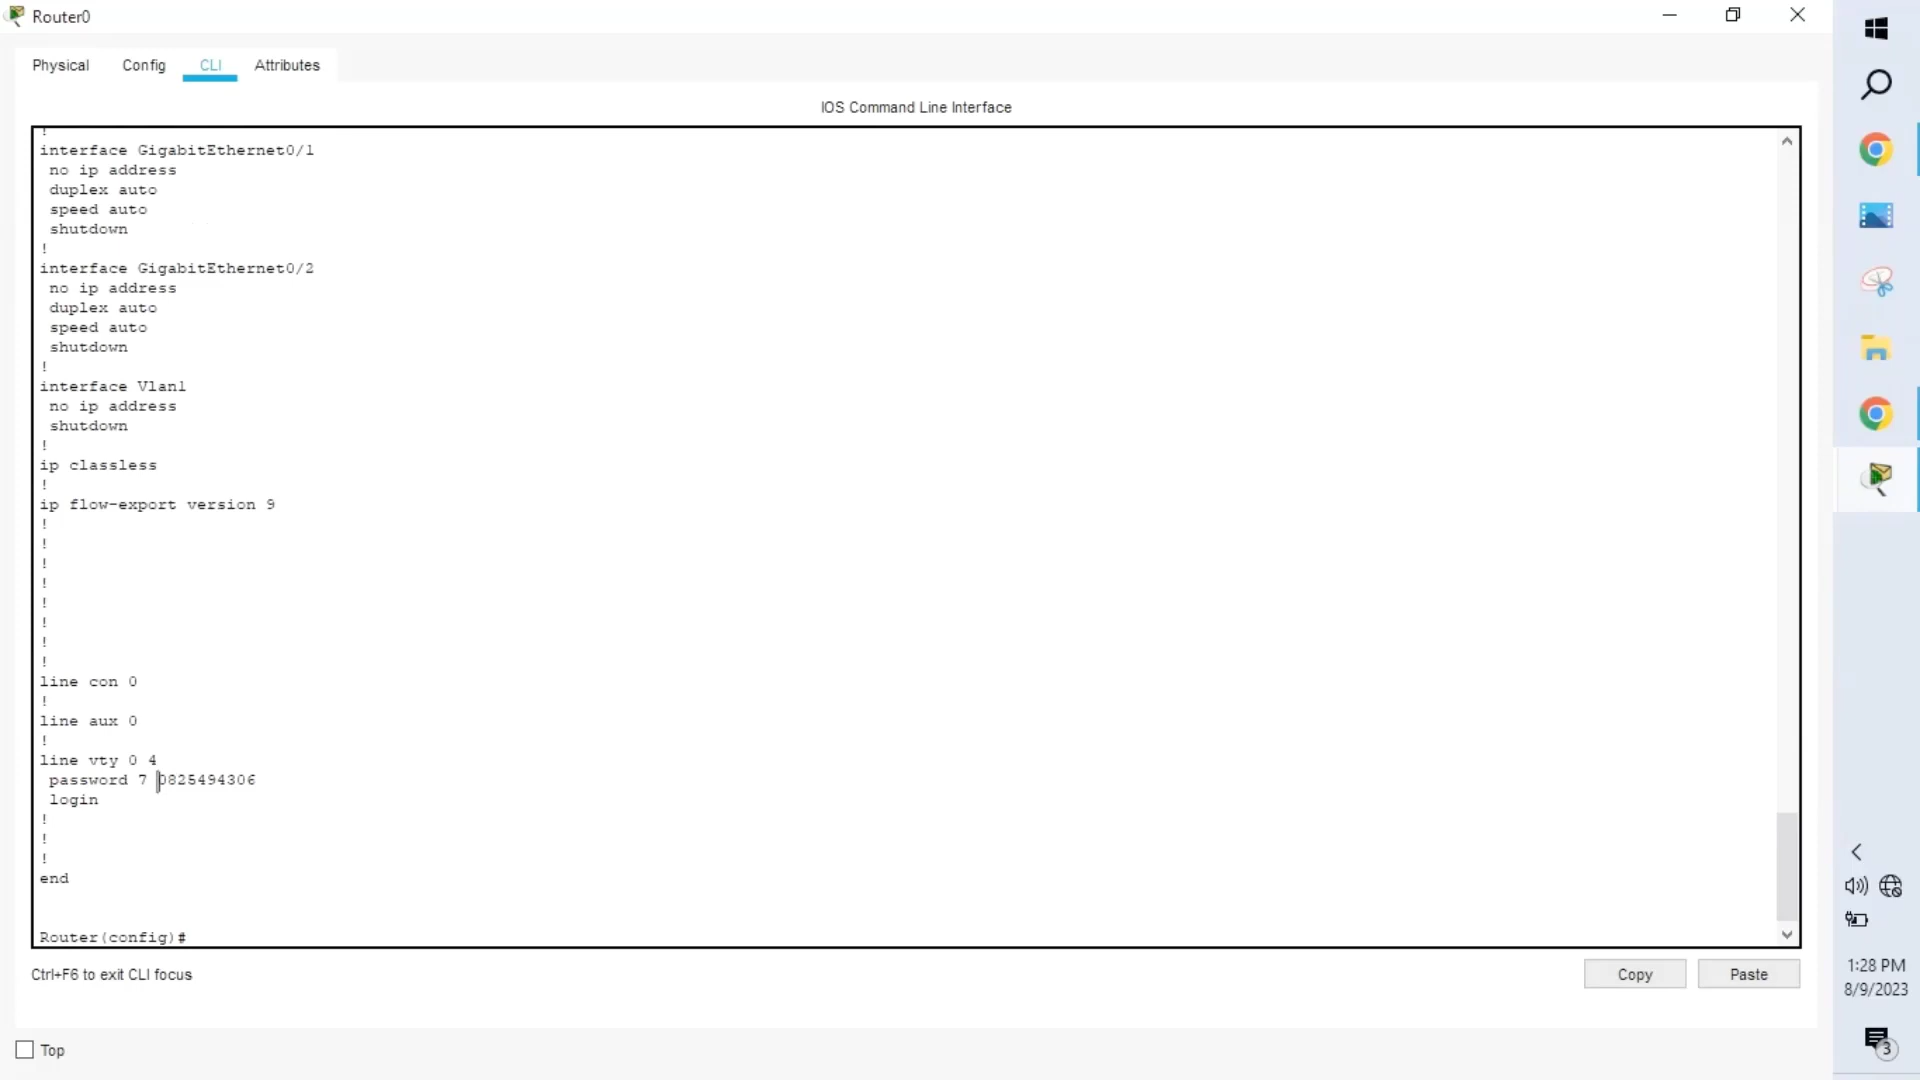 Router0
Physical Config CLI Attributes
IOS Command Line Interface
!
interface GigabitEthernet0/1
no ip address
duplex auto
speed auto
shutdown
!
interface GigabitEthernet0/2
no ip address
duplex auto
speed auto
shutdown
!
interface Vlan1
no ip address
shutdown
!
ip classless
!
ip flow-export version 9
!
!
!
!
!
!
!
!
line con 0
!
line aux 0
!
line vty 0 4
password 7 0825494306
login
!
!
!
end
Router(config)#
Ctrl+F6 to exit CLI focus
Copy Paste
Top
1:28 PM
8/9/2023
3